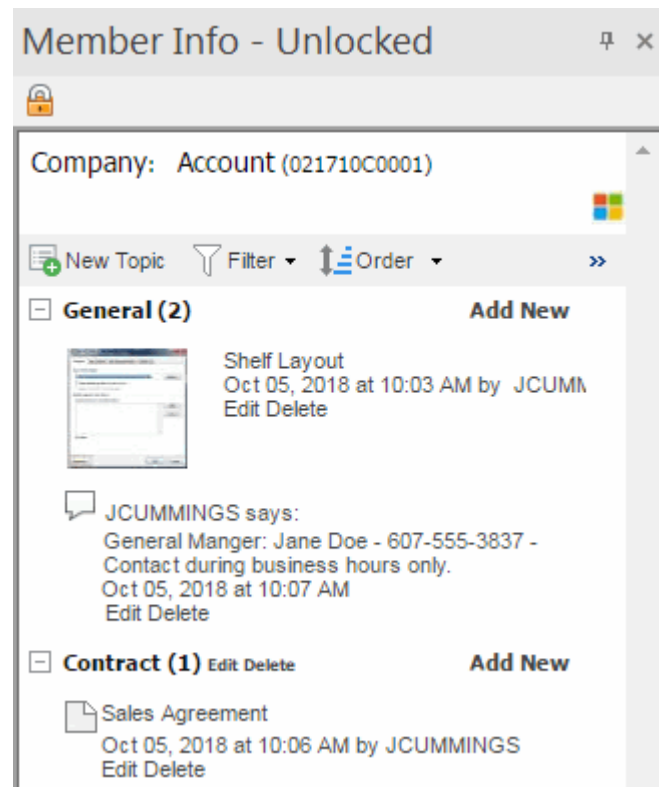 Member Info - Unlocked
Company: Account (021710C0001)
New Topic Filter Order »
General (2) Add New
Shelf Layout
Oct 05, 2018 at 10:03 AM by JCUMM
Edit Delete
JCUMMINGS says:
General Manger: Jane Doe - 607-555-3837 -
Contact during business hours only.
Oct 05, 2018 at 10:07 AM
Edit Delete
Contract (1) Edit Delete Add New
Sales Agreement
Oct 05, 2018 at 10:06 AM by JCUMMINGS
Edit Delete